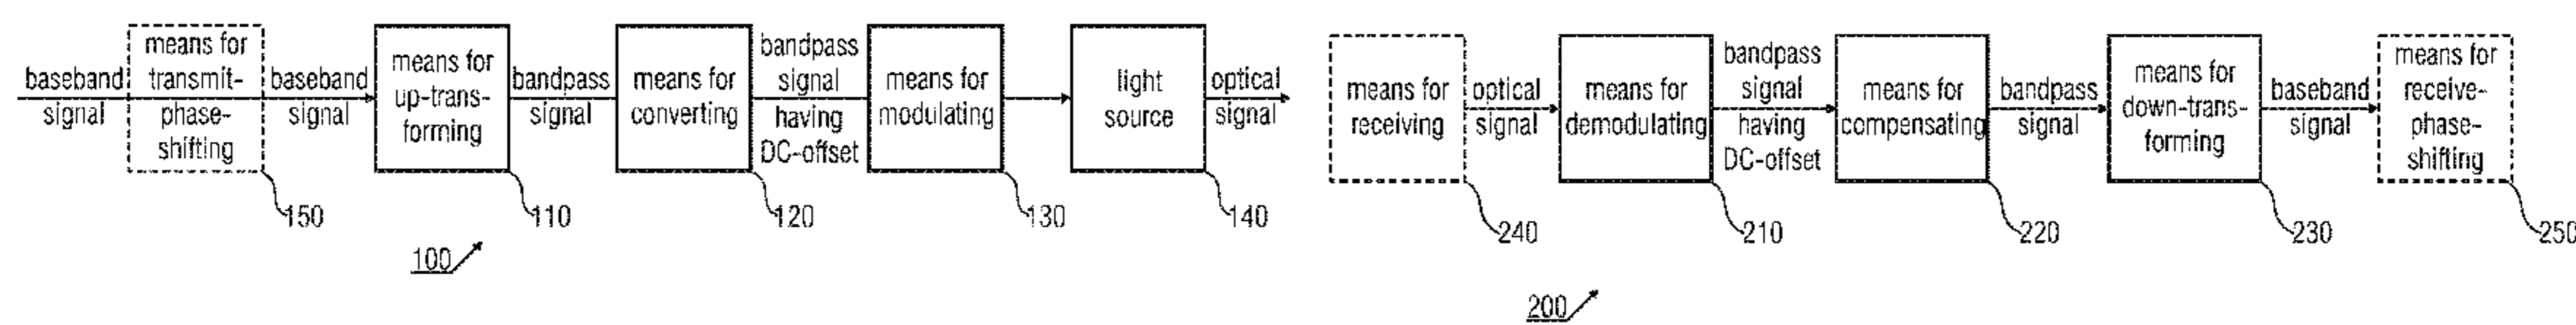 baseband
signal
means for
transmit-
phase-
shifting
150
baseband
signal
means for
up-trans-
forming
110
bandpass
signal
means for
converting
120
bandpass
signal
having
DC-offset
means for
modulating
130
light
source
140
optical
signal
100
means for
receiving
240
optical
signal
means for
demodulating
210
bandpass
signal
having
DC-offset
means for
compensating
220
bandpass
signal
means for
down-trans-
forming
230
baseband
signal
means for
receive-
phase-
shifting
250
200